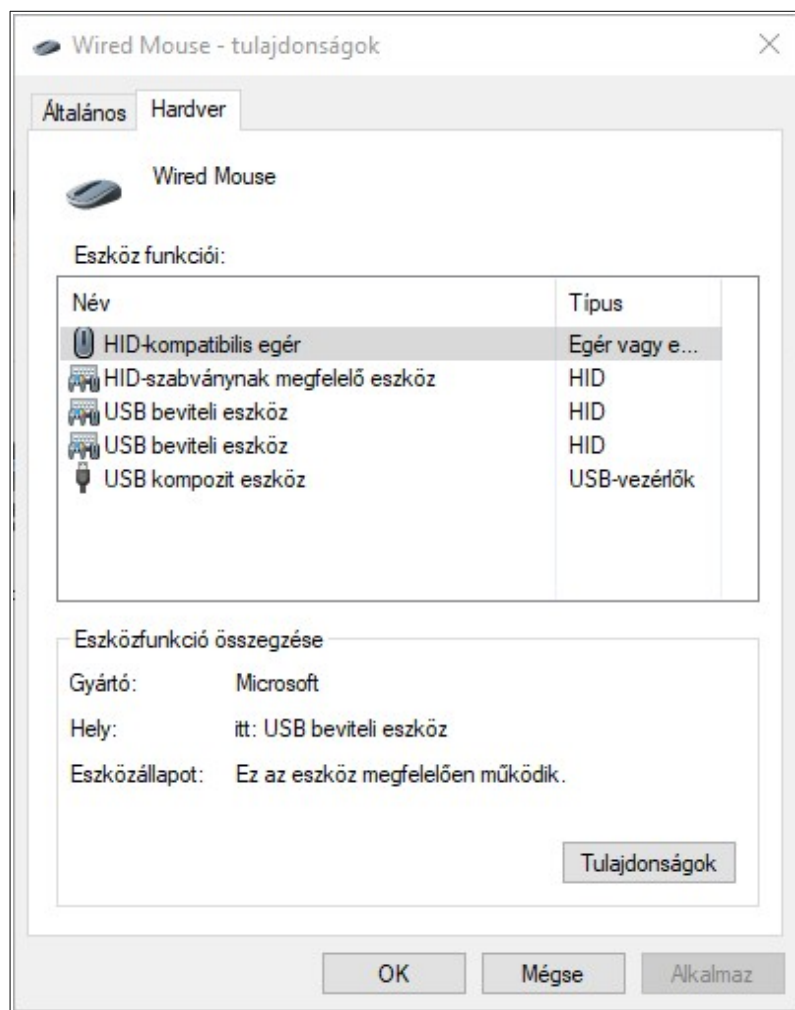 Wired Mouse - tulajdonságok
Általános Hardver
Wired Mouse
Eszköz funkciói:
Név Típus
HID-kompatibilis egér Egér vagy e...
HID-szabványnak megfelelő eszköz HID
USB beviteli eszköz HID
USB beviteli eszköz HID
USB kompozit eszköz USB-vezérlők
Eszközfunkció összegzése
Gyártó: Microsoft
Hely: itt: USB beviteli eszköz
Eszközállapot: Ez az eszköz megfelelően működik.
Tulajdonságok
OK Mégse Alkalmaz